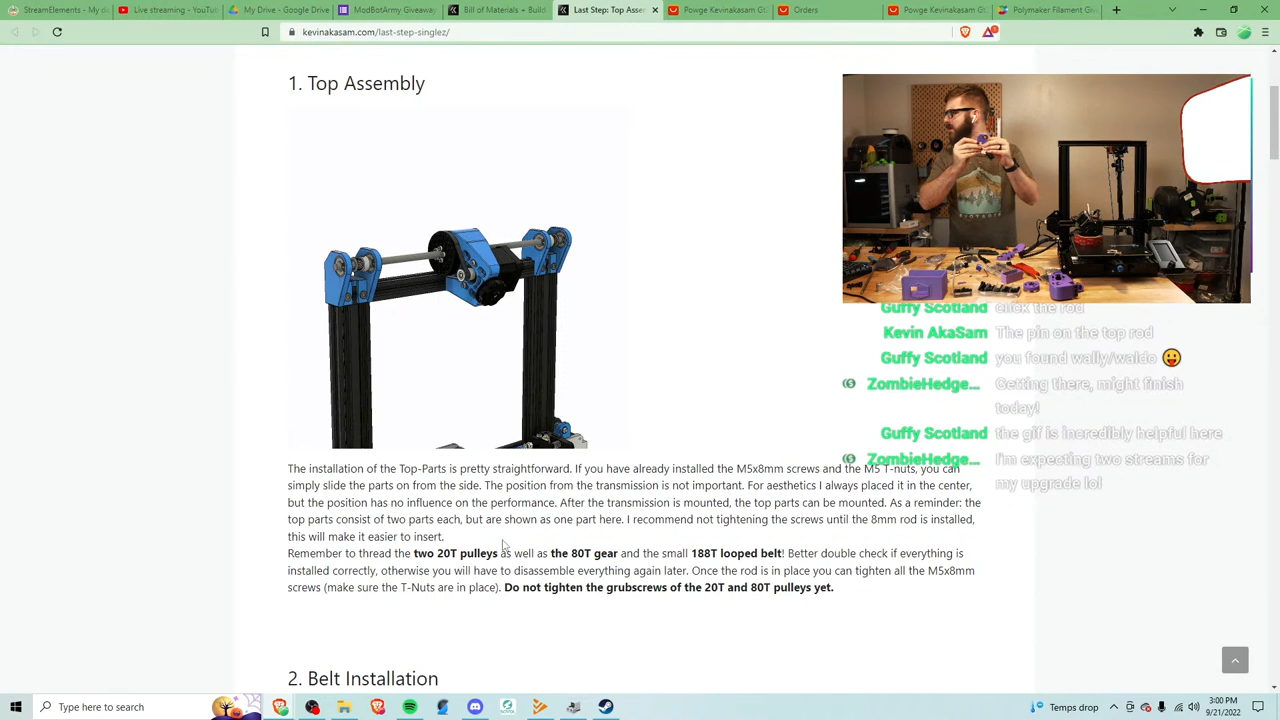 StreamElements - My da
Live streaming - YouTu
My Drive - Google Drive
ModBotArmy Giveaway
Bill of Materials + Build
Last Step: Top Asse
Powge Kevinakasam GT
Orders
Powge Kevinakasam GT
Polymaker Filament Giv
kevinakasam.com/last-step-singlez/
1. Top Assembly
Guffy Scotland click the rod
Kevin AkaSam The pin on the top rod
Guffy Scotland you found wally/waldo 😛
ZombieHedge... Getting there, might finish
today!
Guffy Scotland the gif is incredibly helpful here
ZombieHedge... I'm expecting two streams for
my upgrade lol
The installation of the Top-Parts is pretty straightforward. If you have already installed the M5x8mm screws and the M5 T-nuts, you can
simply slide the parts on from the side. The position from the transmission is not important. For aesthetics I always placed it in the center,
but the position has no influence on the performance. After the transmission is mounted, the top parts can be mounted. As a reminder: the
top parts consist of two parts each, but are shown as one part here. I recommend not tightening the screws until the 8mm rod is installed,
this will make it easier to insert.
Remember to thread the two 20T pulleys as well as the 80T gear and the small 188T looped belt! Better double check if everything is
installed correctly, otherwise you will have to disassemble everything again later. Once the rod is in place you can tighten all the M5x8mm
screws (make sure the T-Nuts are in place). Do not tighten the grubscrews of the 20T and 80T pulleys yet.
2. Belt Installation
Type here to search
Temps drop
3:00 PM
9/21/2022